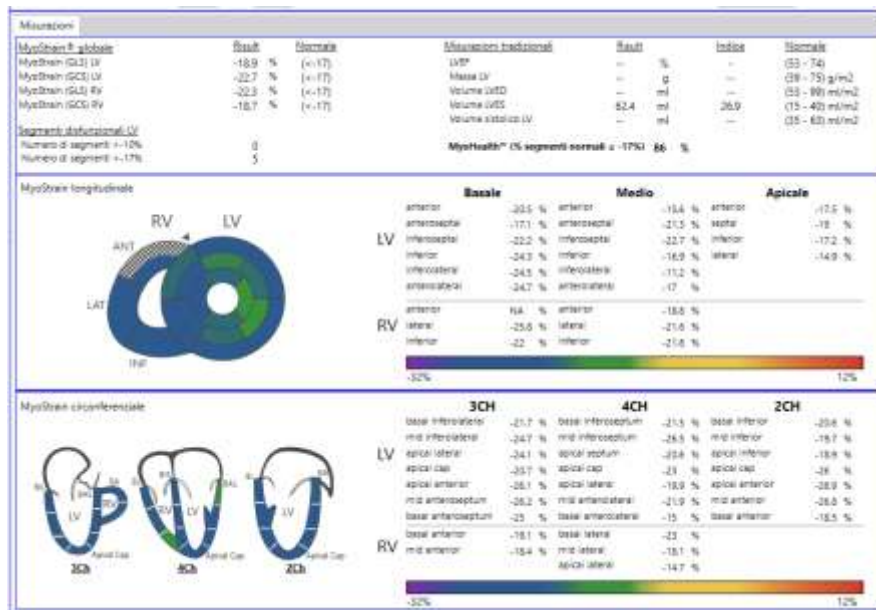 Misurazioni
MyoStrain® globale Risult Normale
MyoStrain (GLS) LV -18.9 % (<-17)
MyoStrain (GCS) LV -22.7 % (<-17)
MyoStrain (GLS) RV -22.3 % (<-17)
MyoStrain (GCS) RV -18.7 % (<-17)
Segmenti disfunzionali LV
Numero di segmenti >-10% 0
Numero di segmenti >-17% 5
Misurazioni tradizionali Risult Indice Normale
LVEF -- % -- (53 - 74)
Massa LV -- g -- (39 - 75) g/m2
Volume LVED -- ml -- (53 - 99) ml/m2
Volume LVES 62.4 ml 26.9 (15 - 40) ml/m2
Volume sistolico LV -- ml -- (35 - 63) ml/m2
MyoHealth™ (% segmenti normali ≤ -17%) 86 %
MyoStrain longitudinale
RV LV
ANT
LAT
INF
Basale Medio Apicale
LV
anterior -20.5 % anterior -15.6 % anterior -17.5 %
anteroseptal -17.1 % anteroseptal -21.5 % septal -19 %
inferoseptal -22.2 % inferoseptal -22.7 % inferior -17.2 %
inferior -24.3 % inferior -16.9 % lateral -14.9 %
inferolateral -24.5 % inferolateral -11.2 %
anterolateral -24.7 % anterolateral -17 %
RV
anterior NA % anterior -18.8 %
lateral -25.8 % lateral -21.6 %
inferior -22 % inferior -21.6 %
-32% 12%
MyoStrain circonferenziale
LV
RV
Apical Cap
3Ch
RV LV
BAL
Apical Cap
4Ch
LV
Apical Cap
2Ch
3CH 4CH 2CH
LV
basal inferolateral -21.7 % basal inferoseptum -21.5 % basal inferior -20.6 %
mid inferolateral -24.7 % mid inferoseptum -26.5 % mid inferior -19.7 %
apical lateral -24.1 % apical septum -20.6 % apical inferior -18.9 %
apical cap -20.7 % apical cap -23 % apical cap -26 %
apical anterior -26.1 % apical lateral -19.9 % apical anterior -28.9 %
mid anteroseptum -26.2 % mid anterolateral -21.9 % mid anterior -26.8 %
basal anteroseptum -23 % basal anterolateral -15 % basal anterior -18.5 %
RV
basal anterior -19.1 % basal lateral -23 %
mid anterior -18.4 % mid lateral -18.1 %
apical lateral -14.7 %
-32% 12%